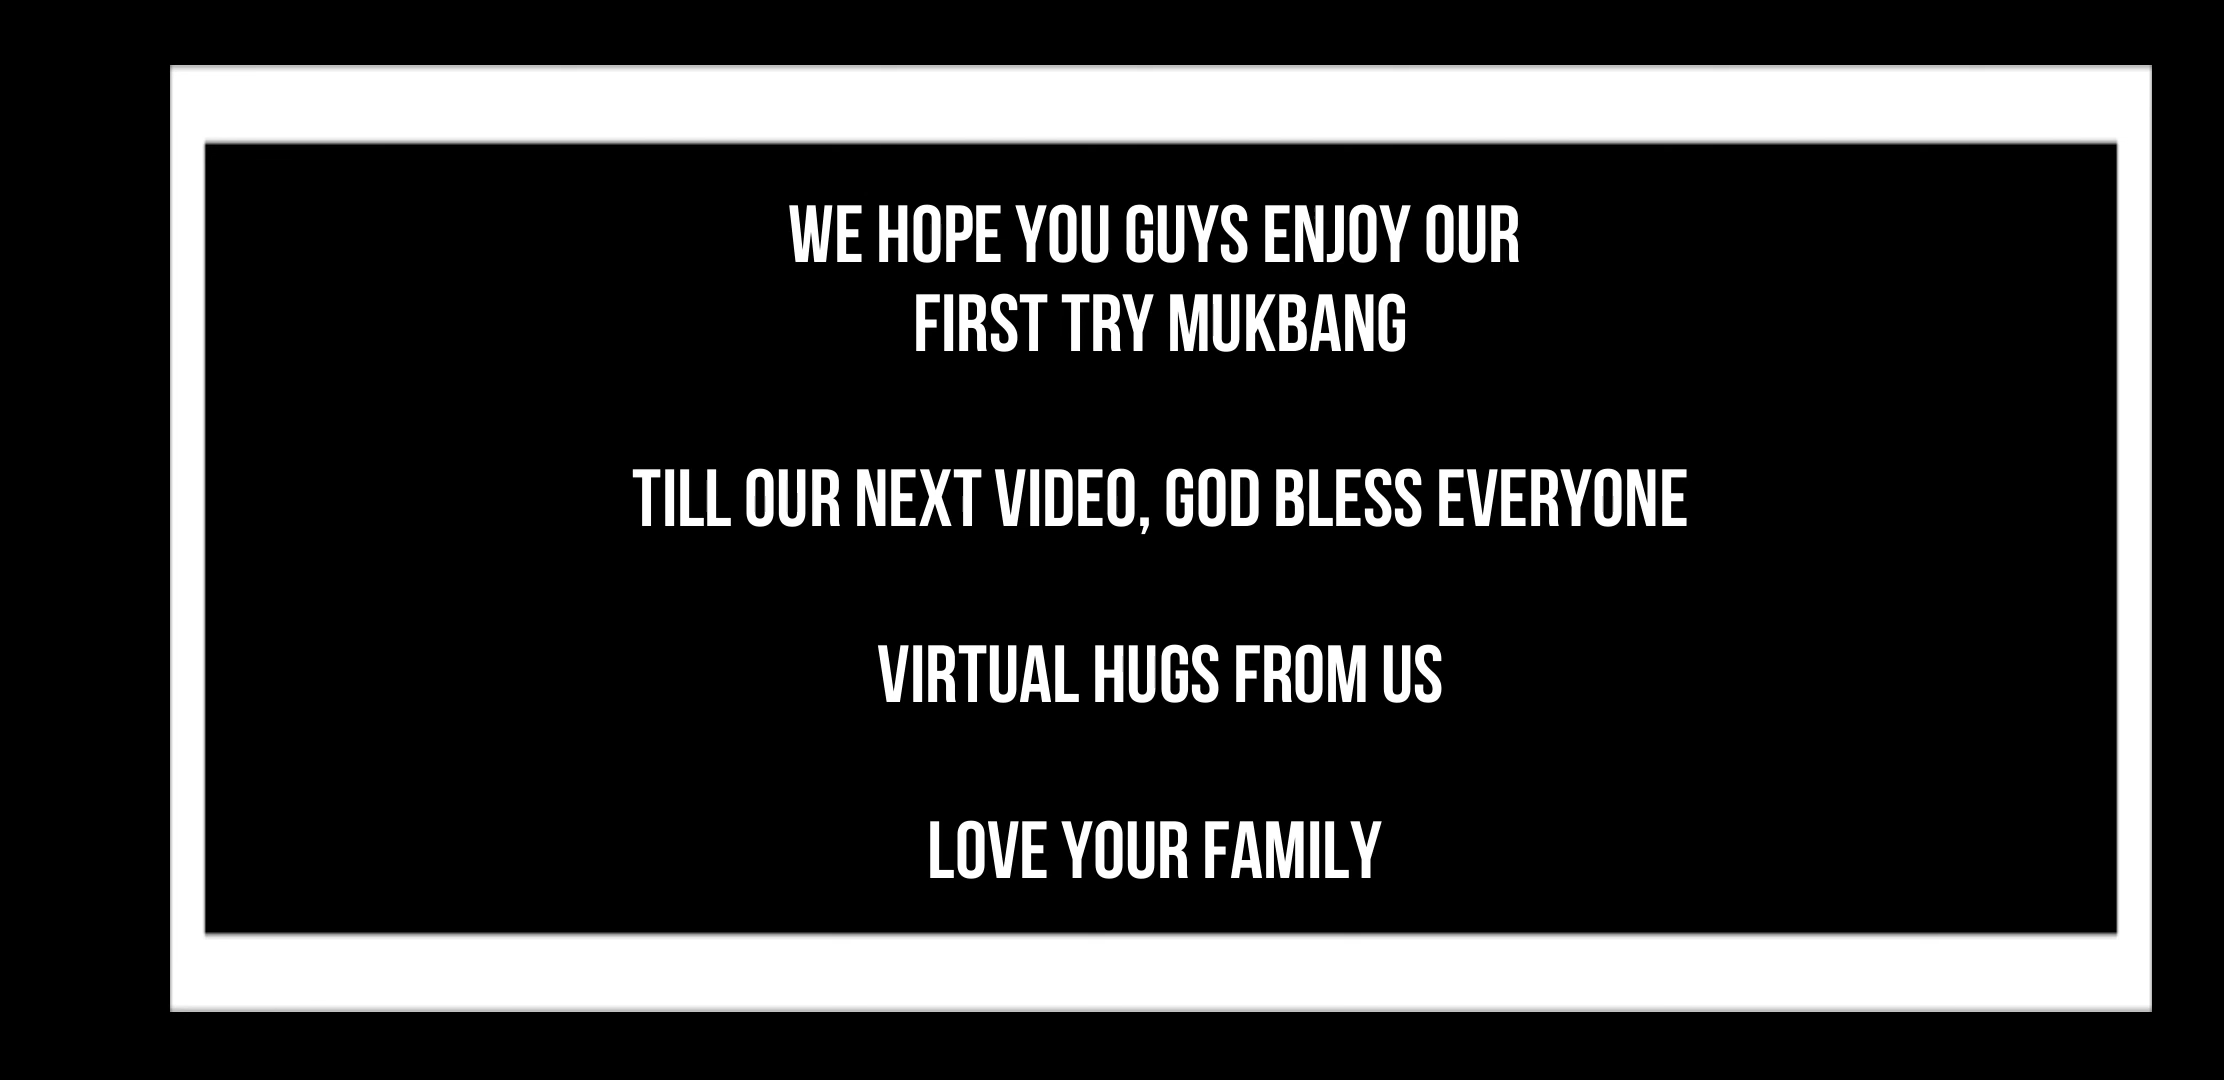 WE HOPE YOU GUYS ENJOY OUR
FIRST TRY MUKBANG
TILL OUR NEXT VIDEO, GOD BLESS EVERYONE
VIRTUAL HUGS FROM US
LOVE YOUR FAMILY